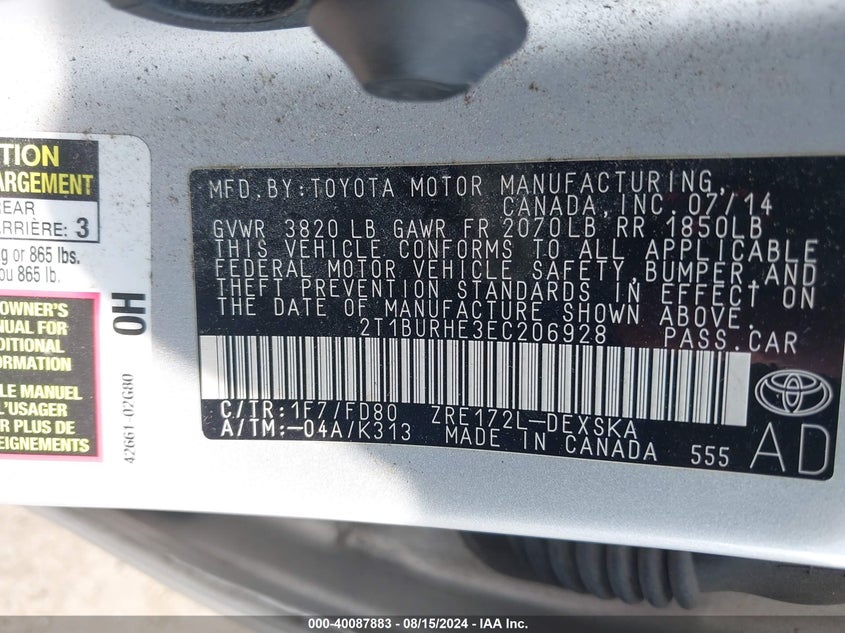 TION
ARGEMENT
REAR
ARRIÈRE: 3
g or 865 lbs.
ou 865 lb.
OWNER'S
NUAL FOR
DITIONAL
ORMATION
LE MANUEL
L'USAGER
R PLUS DE
SEIGNEMENTS
OH
42661-02G80
MFD. BY: TOYOTA MOTOR MANUFACTURING,
CANADA, INC. 07/14
GVWR 3820 LB GAWR FR 2070LB RR 1850LB
THIS VEHICLE CONFORMS TO ALL APPLICABLE
FEDERAL MOTOR VEHICLE SAFETY, BUMPER, AND
THEFT PREVENTION STANDARDS IN EFFECT ON
THE DATE OF MANUFACTURE SHOWN ABOVE.
2T1BURHE3EC206928 PASS. CAR
C/TR: 1F7/FD80 ZRE172L-DEXSKA
A/TM: -04A/K313 MADE IN CANADA 555
AD
TOYOTA
000-40087883 - 08/15/2024 - IAA Inc.